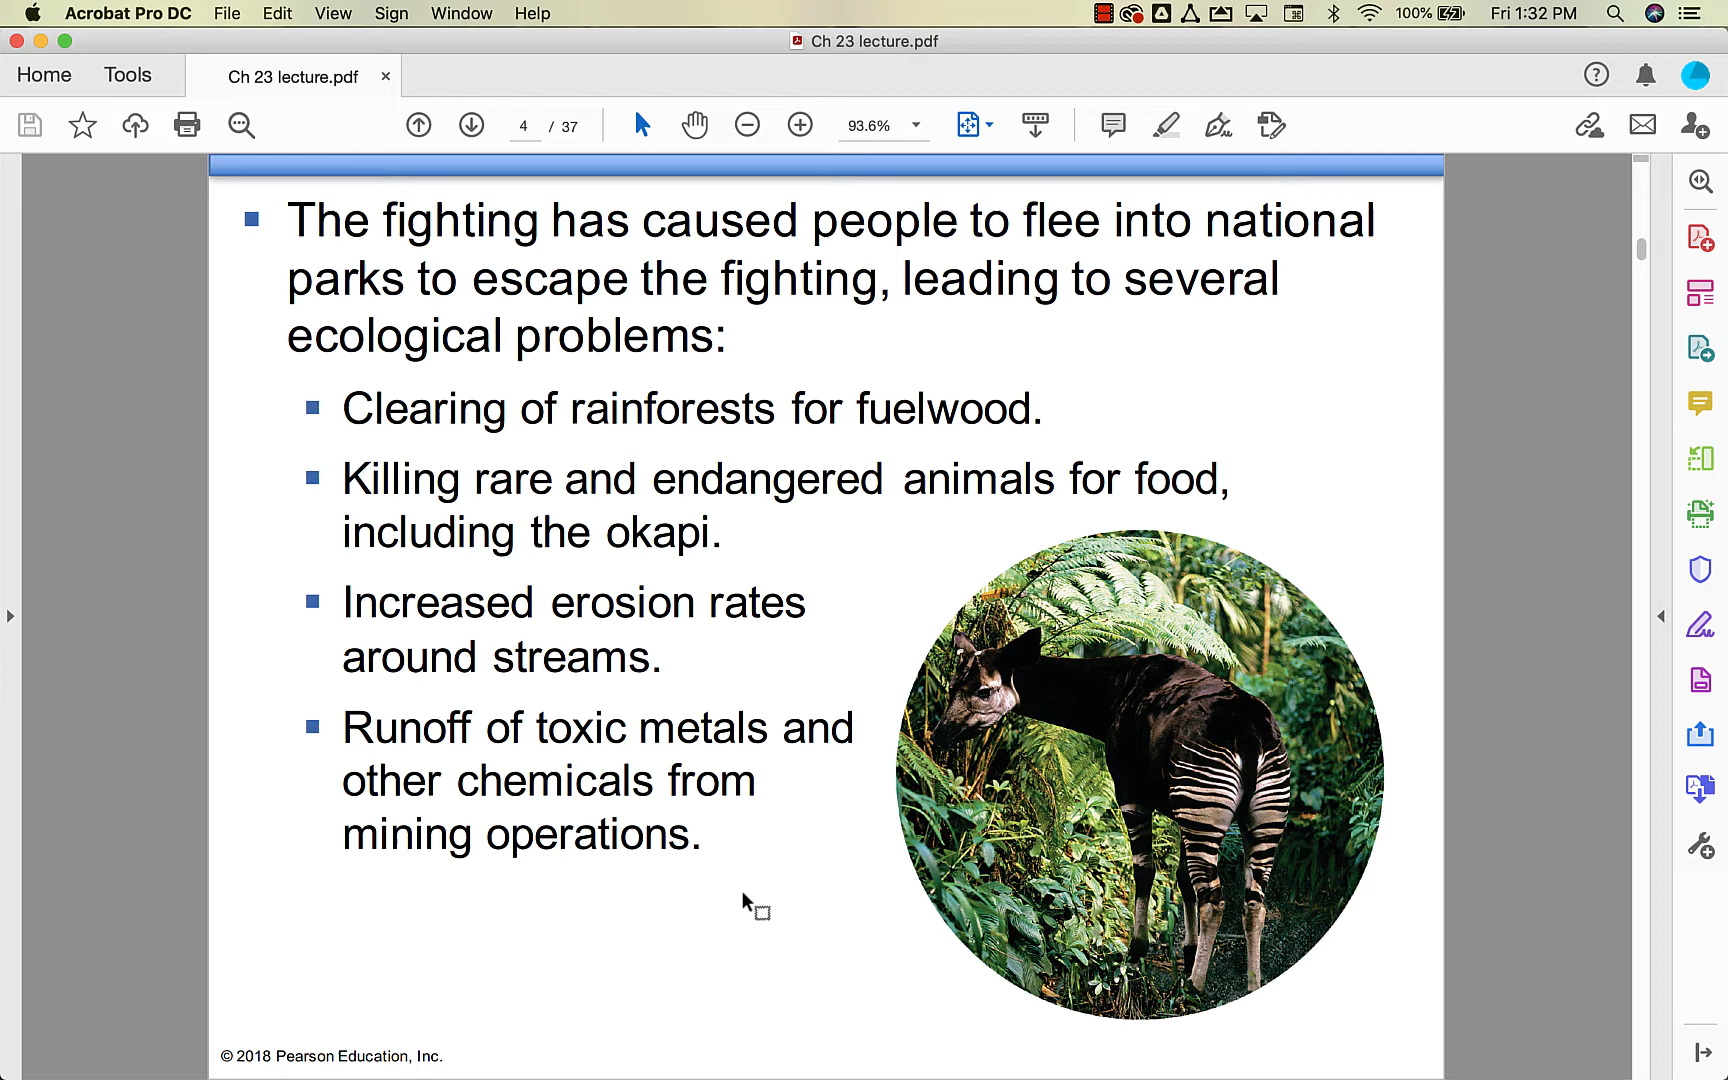 Acrobat Pro DC File Edit View Sign Window Help 100% Fri 1:32 PM
Ch 23 lecture.pdf
Home Tools Ch 23 lecture.pdf ×
4 / 37 93.6%
The fighting has caused people to flee into national
parks to escape the fighting, leading to several
ecological problems:
Clearing of rainforests for fuelwood.
Killing rare and endangered animals for food,
including the okapi.
Increased erosion rates
around streams.
Runoff of toxic metals and
other chemicals from
mining operations.
© 2018 Pearson Education, Inc.